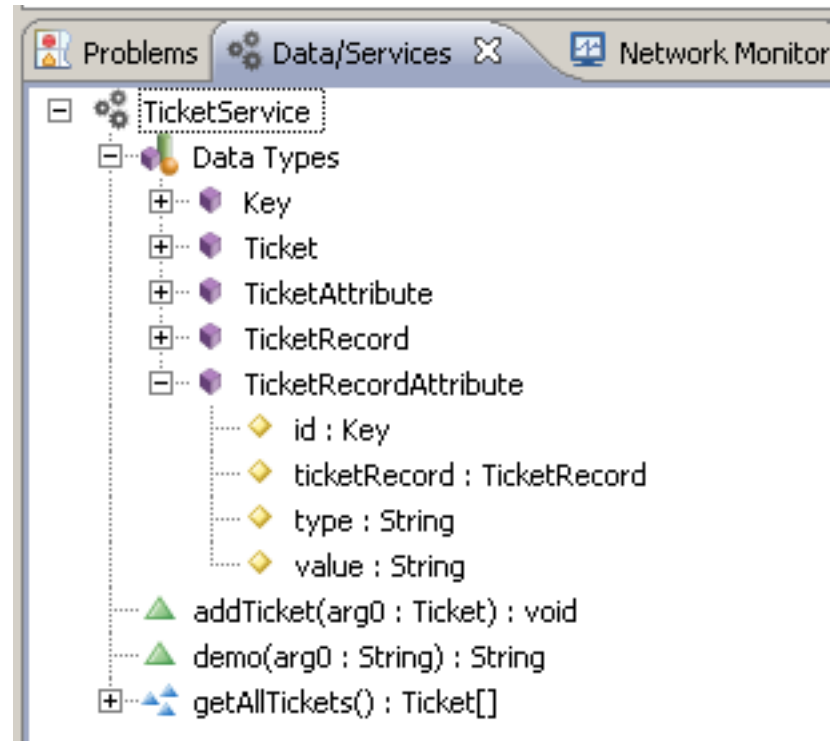 Problems Data/Services Network Monitor
TicketService
Data Types
Key
Ticket
TicketAttribute
TicketRecord
TicketRecordAttribute
id : Key
ticketRecord : TicketRecord
type : String
value : String
addTicket(arg0 : Ticket) : void
demo(arg0 : String) : String
getAllTickets() : Ticket[]